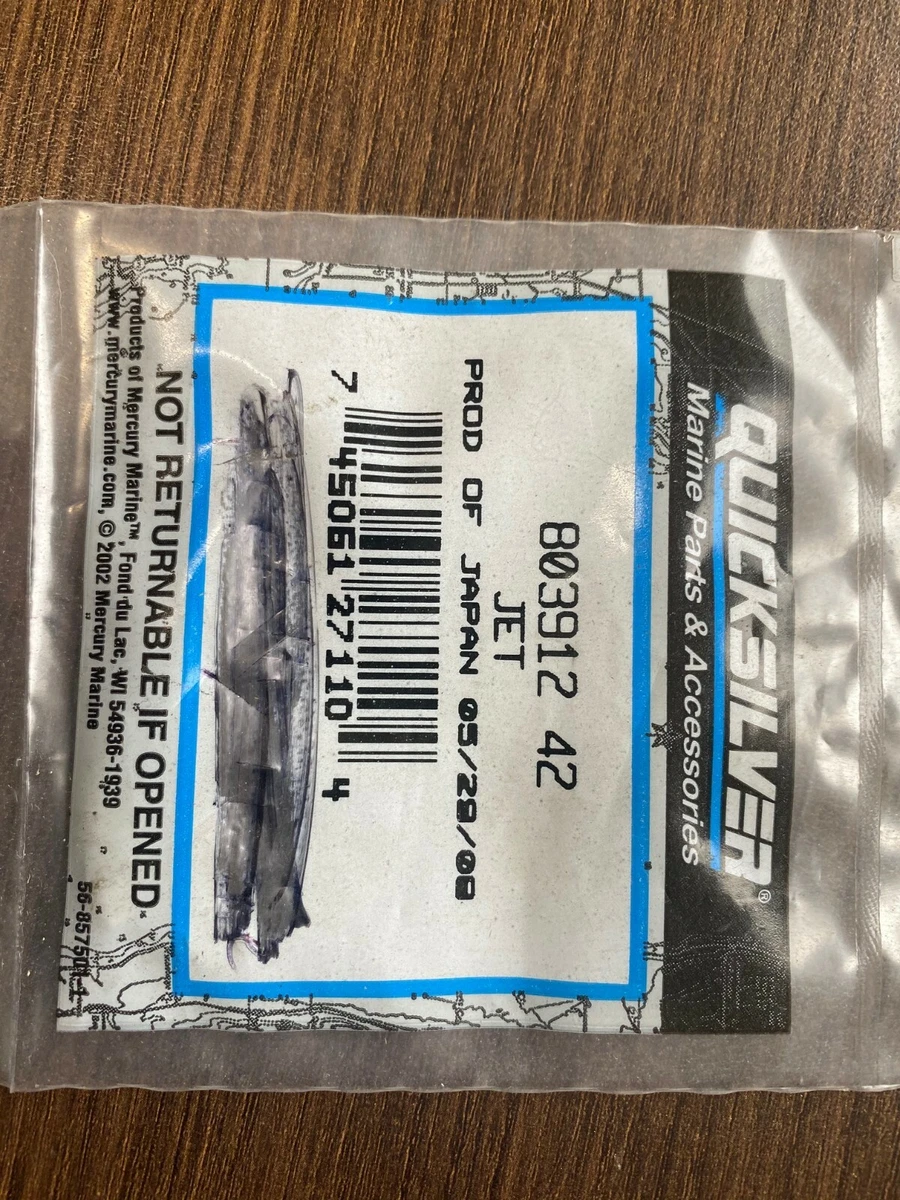 QUICKSILVER®
Marine Parts & Accessories
803912 42
JET
PROD OF JAPAN 05/28/08
7 45061 27110 4
NOT RETURNABLE IF OPENED
Products of Mercury Marine™, Fond du Lac, WI 54936-1939
www.mercurymarine.com, © 2002 Mercury Marine